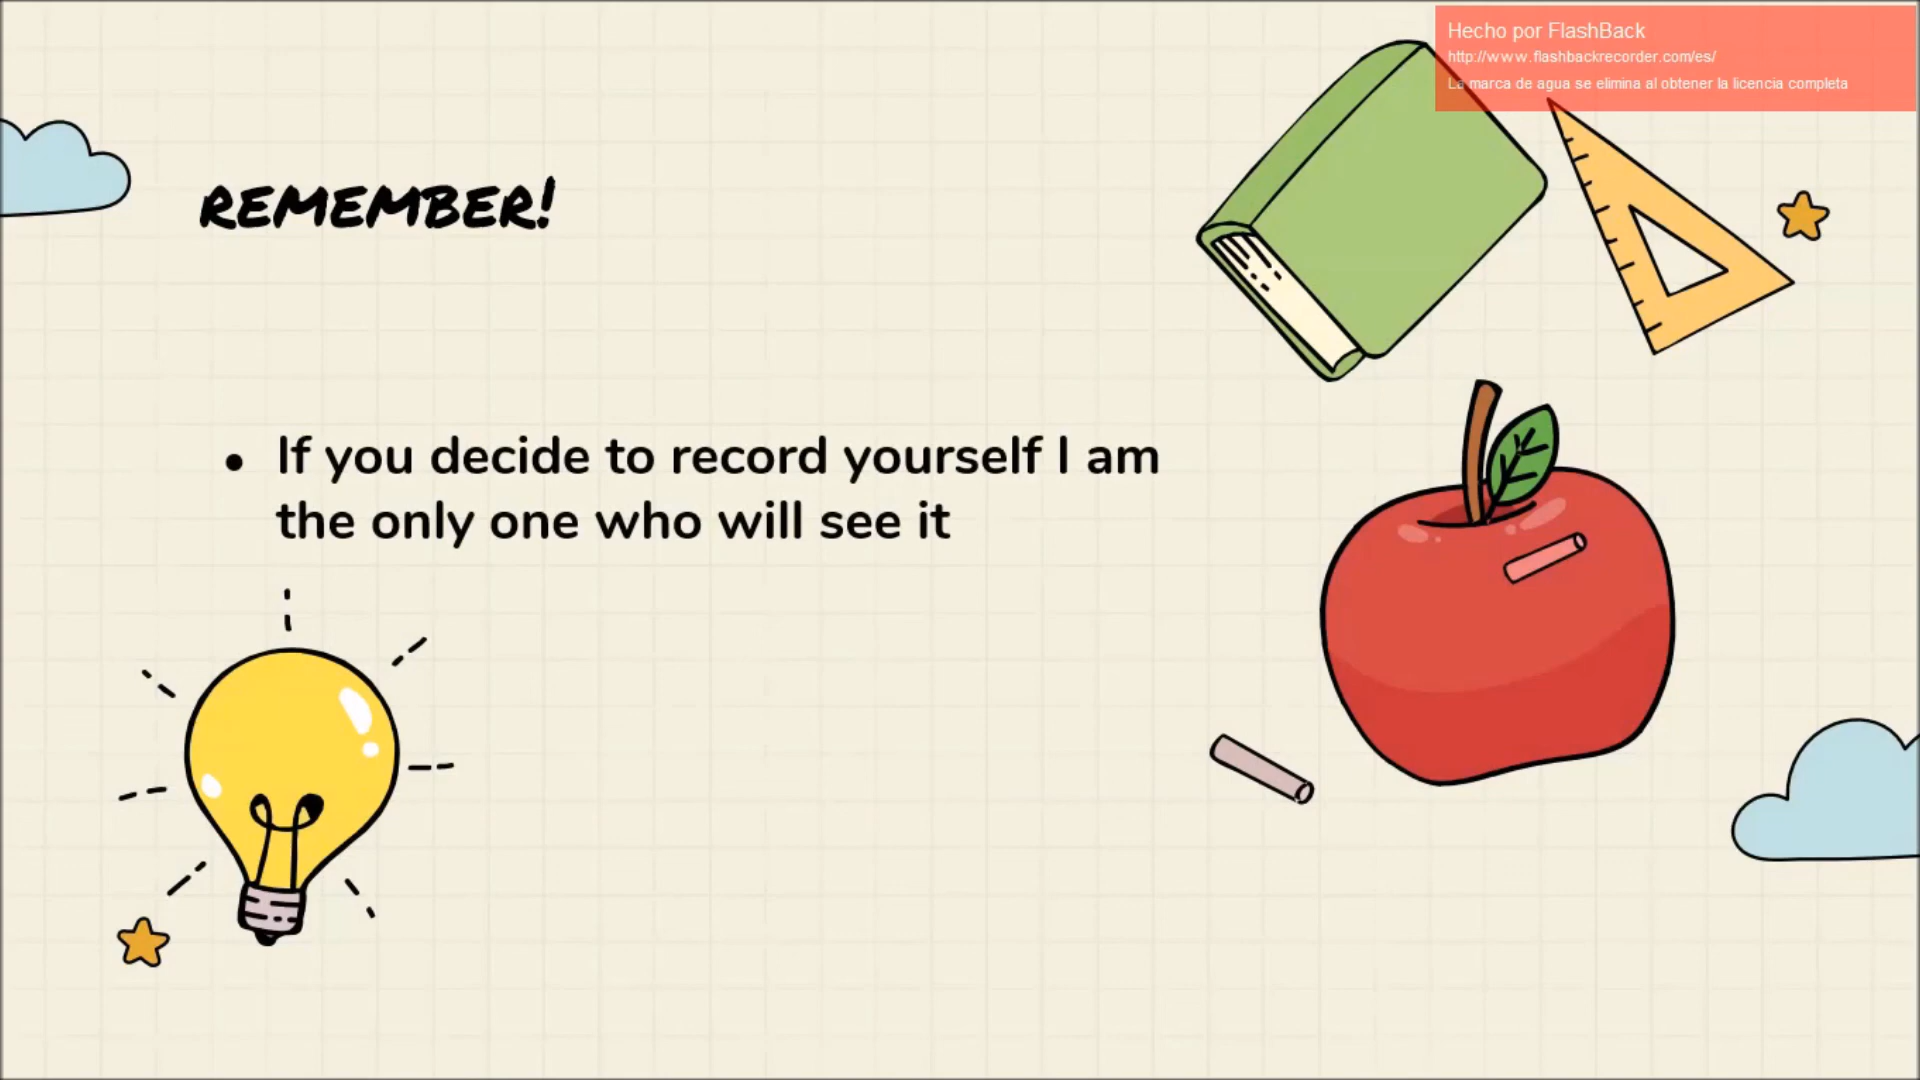 Hecho por FlashBack
http://www.flashbackrecorder.com/es/
La marca de agua se elimina al obtener la licencia completa
REMEMBER!
• If you decide to record yourself I am
the only one who will see it